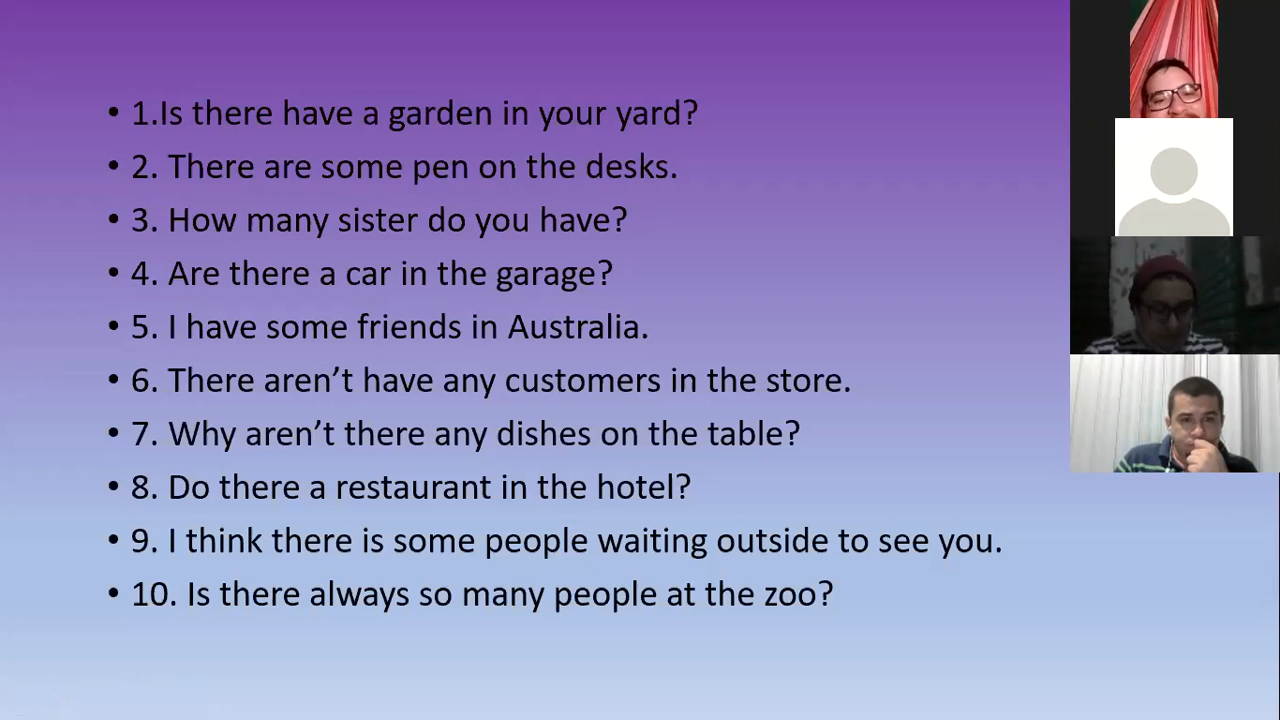 • 1.Is there have a garden in your yard?
• 2. There are some pen on the desks.
• 3. How many sister do you have?
• 4. Are there a car in the garage?
• 5. I have some friends in Australia.
• 6. There aren’t have any customers in the store.
• 7. Why aren’t there any dishes on the table?
• 8. Do there a restaurant in the hotel?
• 9. I think there is some people waiting outside to see you.
• 10. Is there always so many people at the zoo?